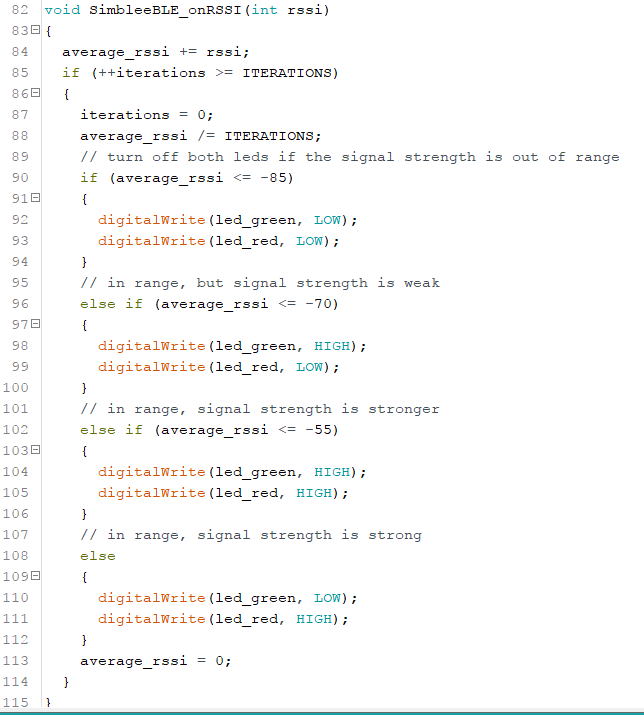 82 void SimbleeBLE_onRSSI(int rssi)
83 {
84   average_rssi += rssi;
85   if (++iterations >= ITERATIONS)
86   {
87     iterations = 0;
88     average_rssi /= ITERATIONS;
89     // turn off both leds if the signal strength is out of range
90     if (average_rssi <= -85)
91     {
92       digitalWrite(led_green, LOW);
93       digitalWrite(led_red, LOW);
94     }
95     // in range, but signal strength is weak
96     else if (average_rssi <= -70)
97     {
98       digitalWrite(led_green, HIGH);
99       digitalWrite(led_red, LOW);
100     }
101     // in range, signal strength is stronger
102     else if (average_rssi <= -55)
103     {
104       digitalWrite(led_green, HIGH);
105       digitalWrite(led_red, HIGH);
106     }
107     // in range, signal strength is strong
108     else
109     {
110       digitalWrite(led_green, LOW);
111       digitalWrite(led_red, HIGH);
112     }
113     average_rssi = 0;
114   }
115 }